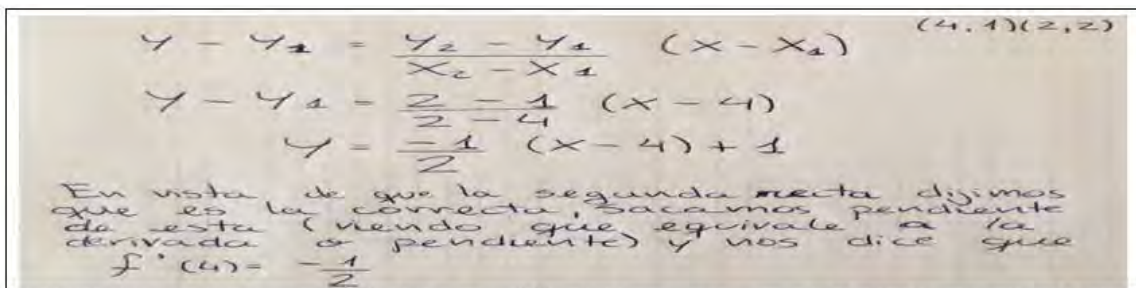 (4,1)(2,2)
y - y1 = y2 - y1 / x2 - x1 (x - x1)
y - y1 = 2 - 1 / 2 - 4 (x - 4)
y = -1/2 (x - 4) + 1
En vista de que la segunda recta dijimos
que es la correcta, sacamos pendiente
de esta (viendo que equivale a la
derivada o pendiente) y nos dice que
f'(4) = -1/2